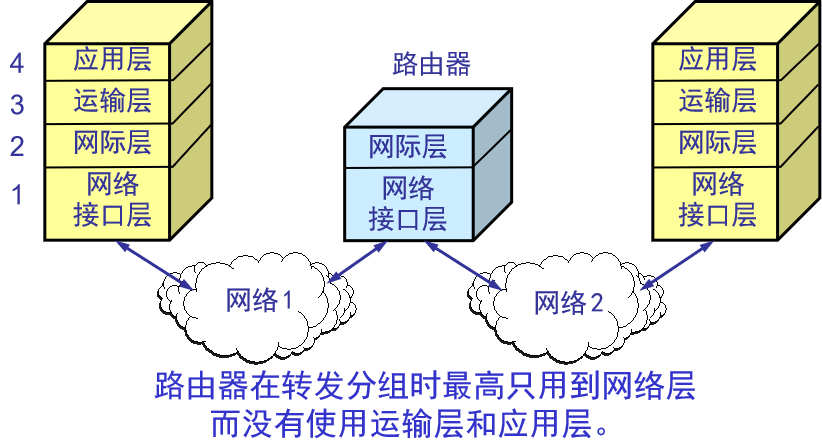 4
应用层
3
运输层
2
网际层
1
网络
接口层
路由器
网际层
网络
接口层
应用层
运输层
网际层
网络
接口层
网络1
网络2
路由器在转发分组时最高只用到网络层
而没有使用运输层和应用层。